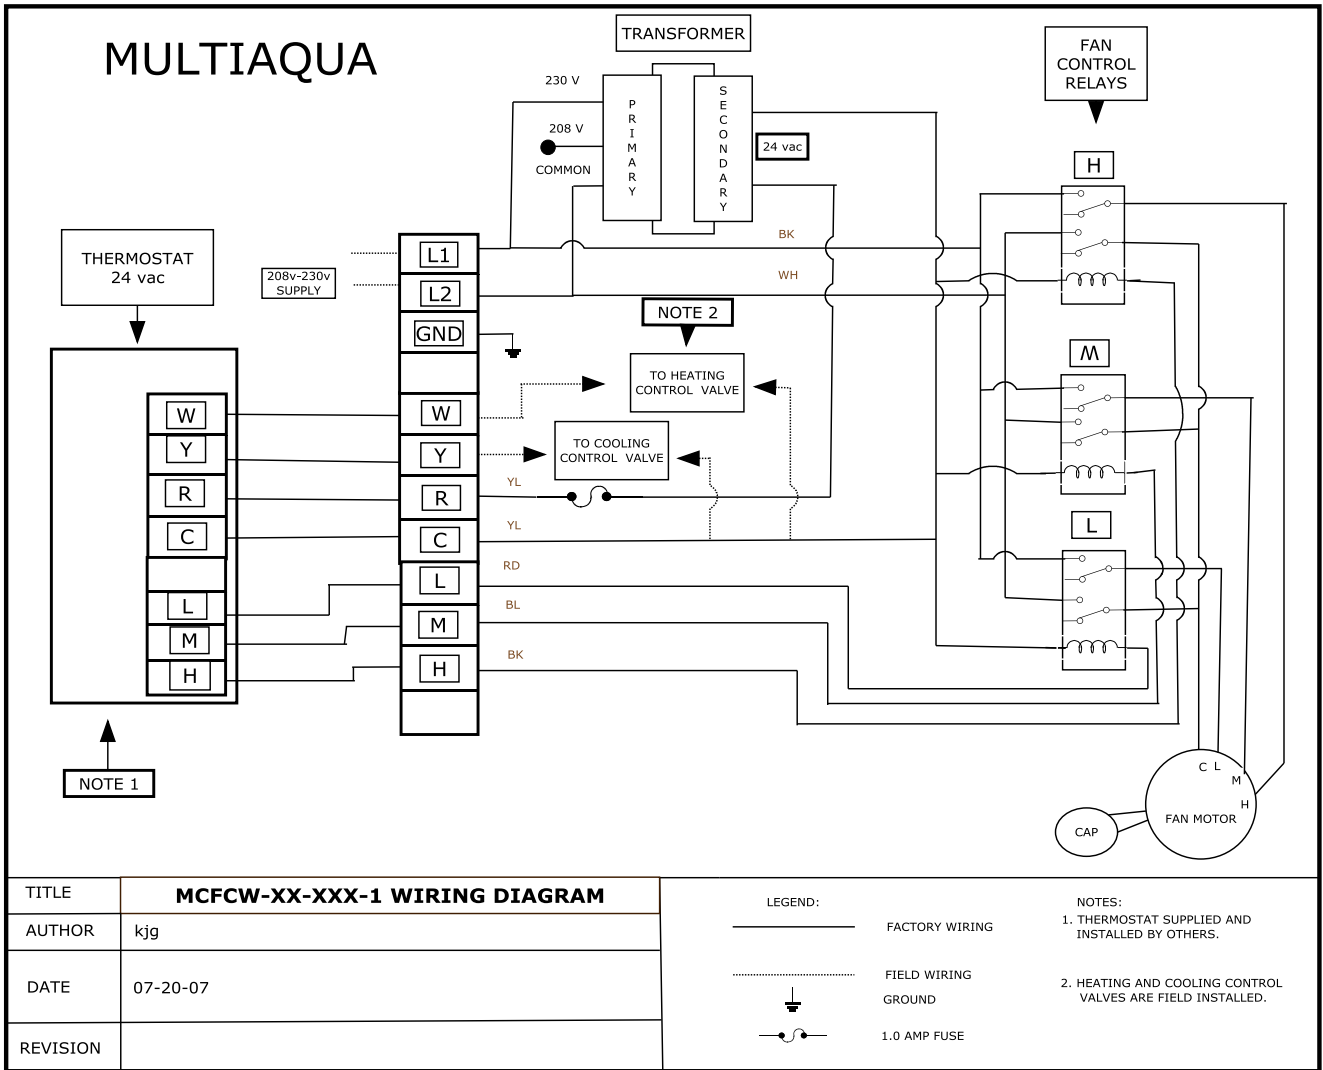 MULTIAQUA
TRANSFORMER
FAN
CONTROL
RELAYS
230 V
208 V
COMMON
PRIMARY
SECONDARY
24 vac
H
THERMOSTAT
24 vac
208v-230v
SUPPLY
L1
L2
GND
BK
WH
NOTE 2
TO HEATING
CONTROL VALVE
TO COOLING
CONTROL VALVE
M
L
W
Y
R
C
L
M
H
W
Y
R
C
L
M
H
YL
YL
RD
BL
BK
NOTE 1
C L
M
H
FAN MOTOR
CAP
TITLE
MCFCW-XX-XXX-1 WIRING DIAGRAM
AUTHOR
kjg
DATE
07-20-07
REVISION
LEGEND:
FACTORY WIRING
FIELD WIRING
GROUND
1.0 AMP FUSE
NOTES:
1. THERMOSTAT SUPPLIED AND
INSTALLED BY OTHERS.
2. HEATING AND COOLING CONTROL
VALVES ARE FIELD INSTALLED.